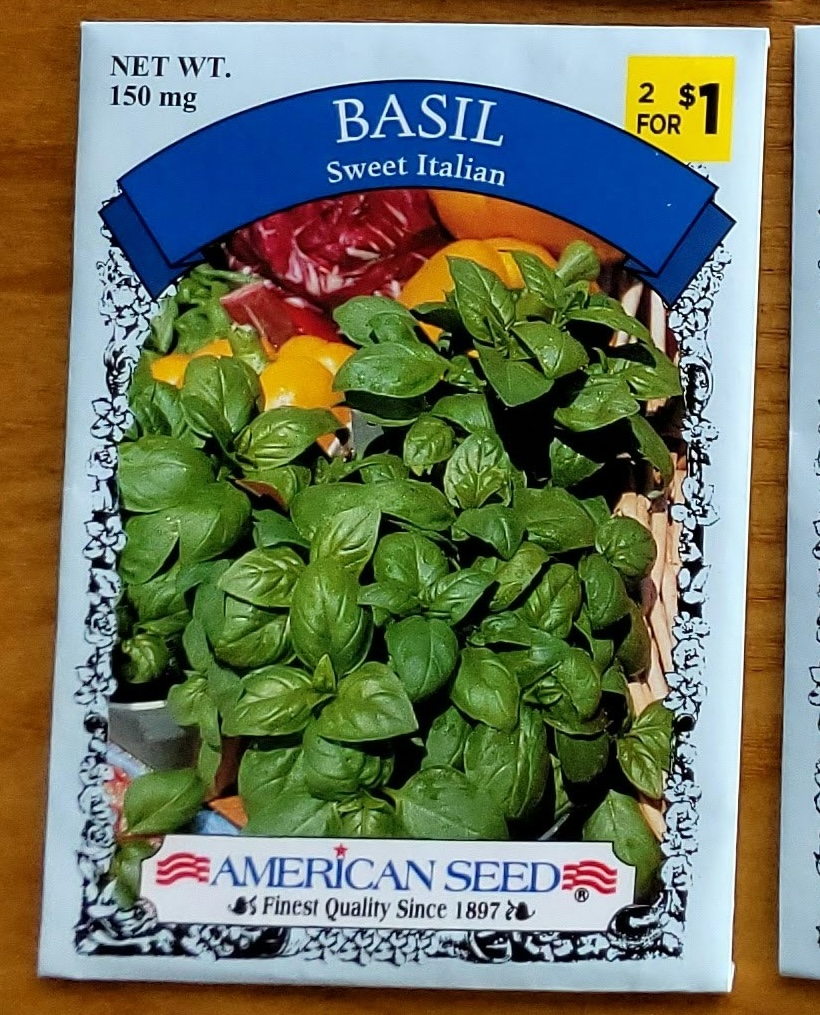 NET WT.
150 mg
2 FOR $1
BASIL
Sweet Italian
AMERICAN SEED®
Finest Quality Since 1897